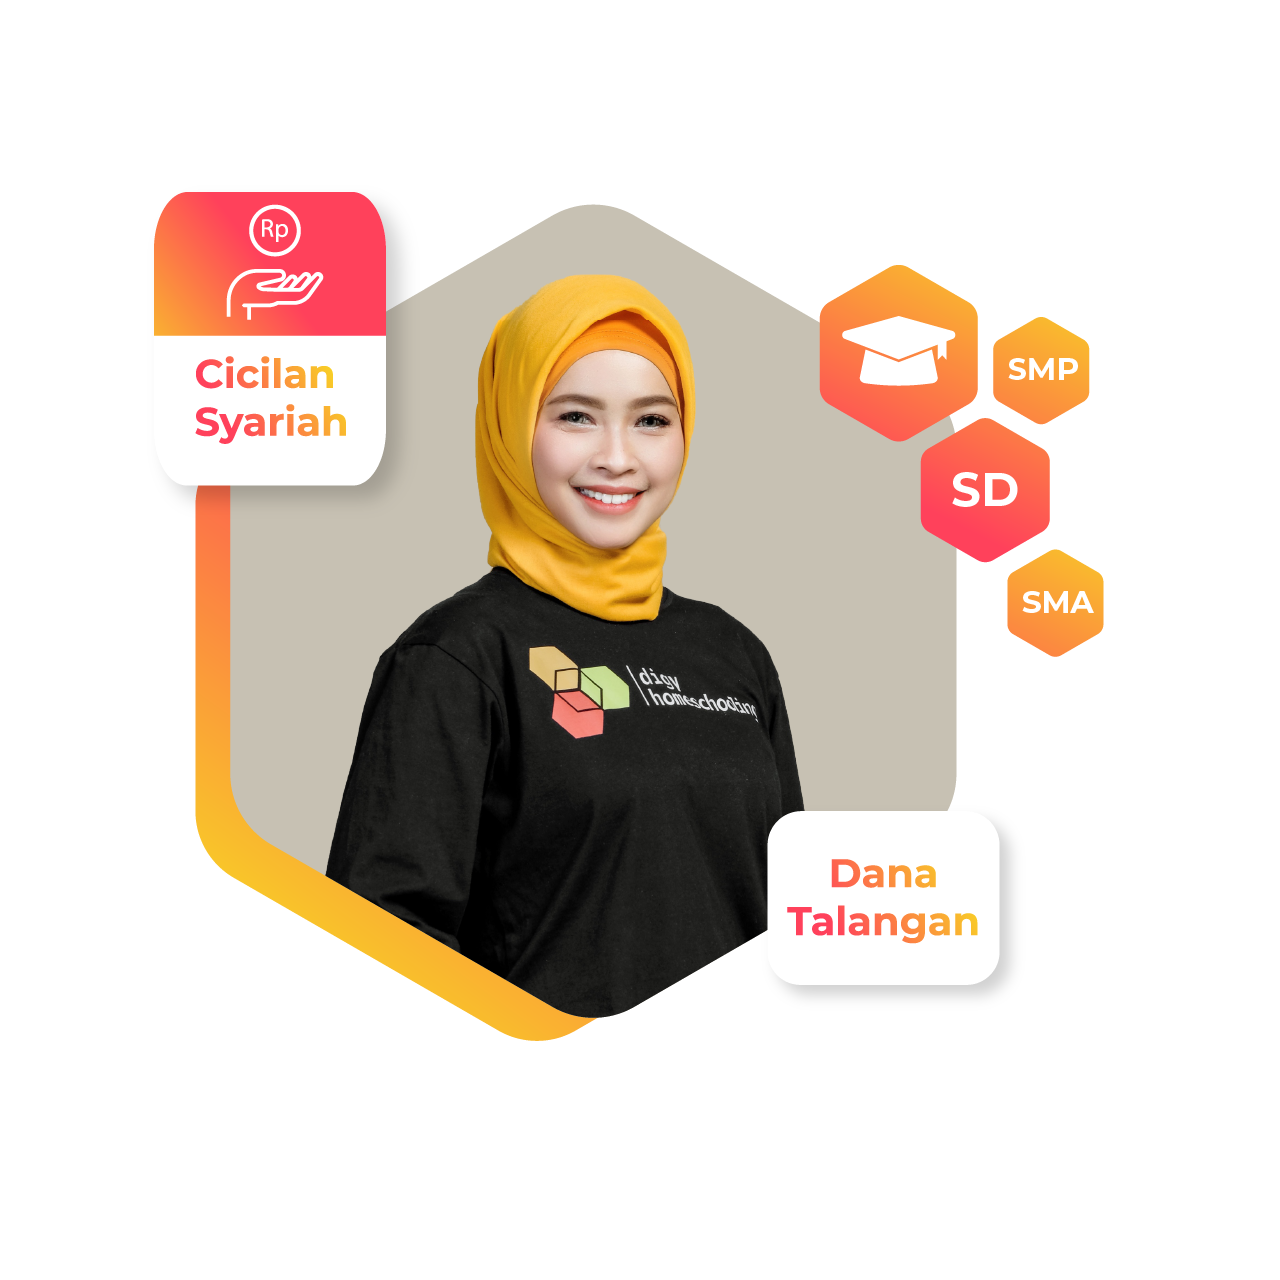 Rp
Cicilan
Syariah
SMP
SD
SMA
digy
homeschooling
Dana
Talangan